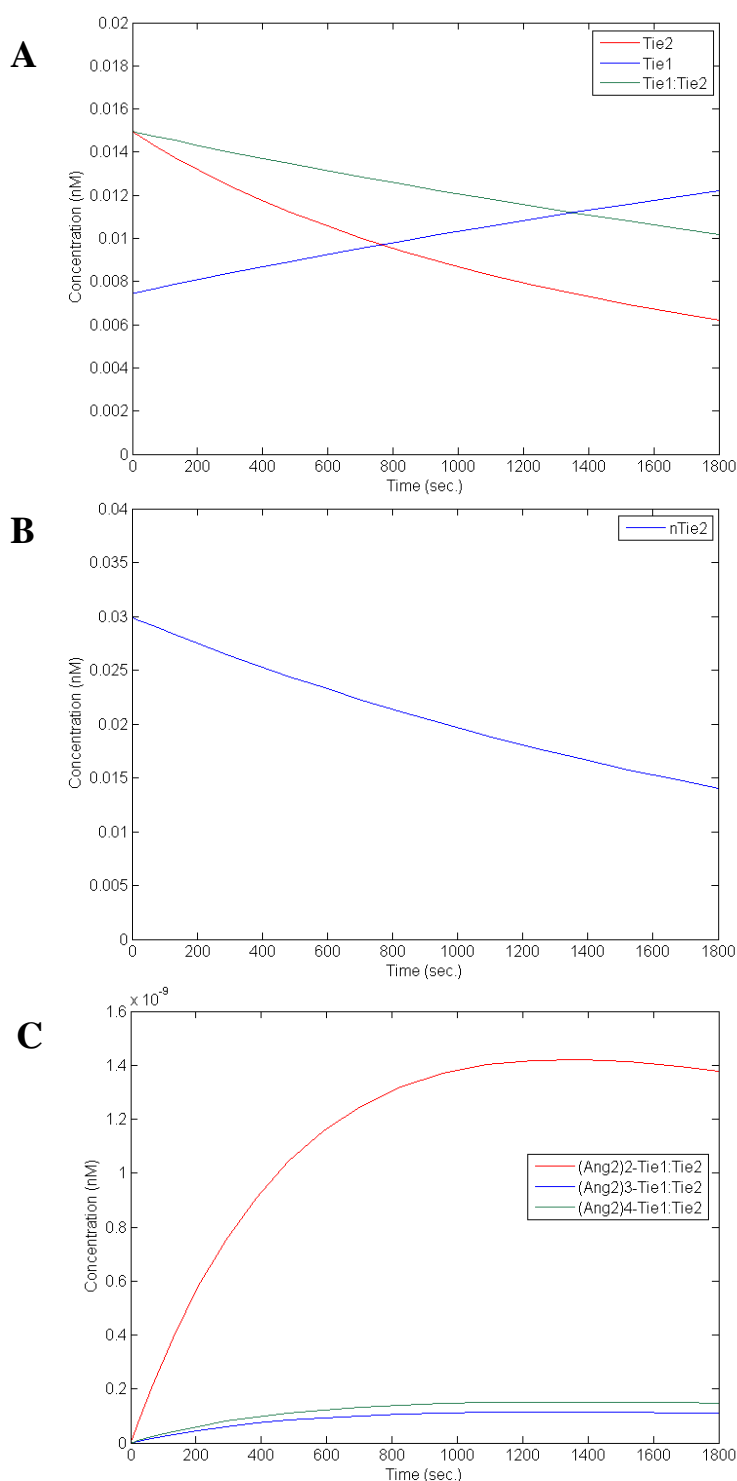 A
0.02
0.018
0.016
0.014
0.012
0.01
0.008
0.006
0.004
0.002
0
Concentration (nM)
Tie2
Tie1
Tie1:Tie2
0 200 400 600 800 1000 1200 1400 1600 1800
Time (sec.)
B
0.04
0.035
0.03
0.025
0.02
0.015
0.01
0.005
0
Concentration (nM)
nTie2
0 200 400 600 800 1000 1200 1400 1600 1800
Time (sec.)
C
x 10⁻⁹
1.6
1.4
1.2
1
0.8
0.6
0.4
0.2
0
Concentration (nM)
(Ang2)2-Tie1:Tie2
(Ang2)3-Tie1:Tie2
(Ang2)4-Tie1:Tie2
0 200 400 600 800 1000 1200 1400 1600 1800
Time (sec.)